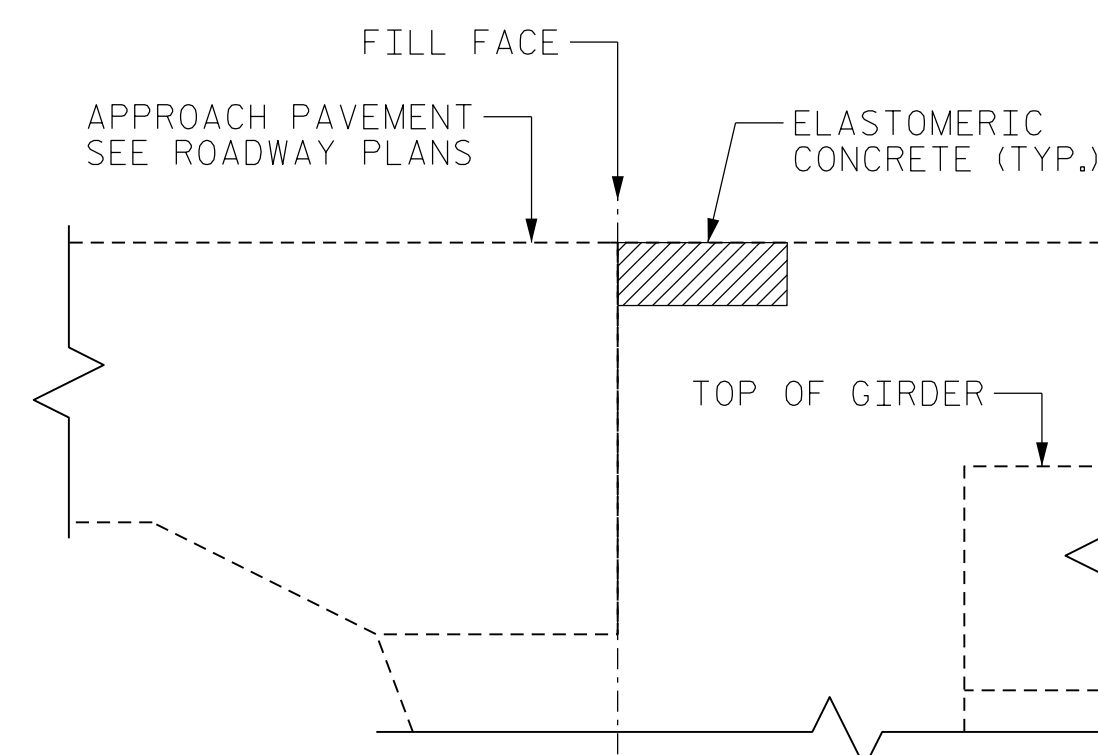 FILL FACE
APPROACH PAVEMENT
SEE ROADWAY PLANS
ELASTOMERIC
CONCRETE (TYP.)
TOP OF GIRDER